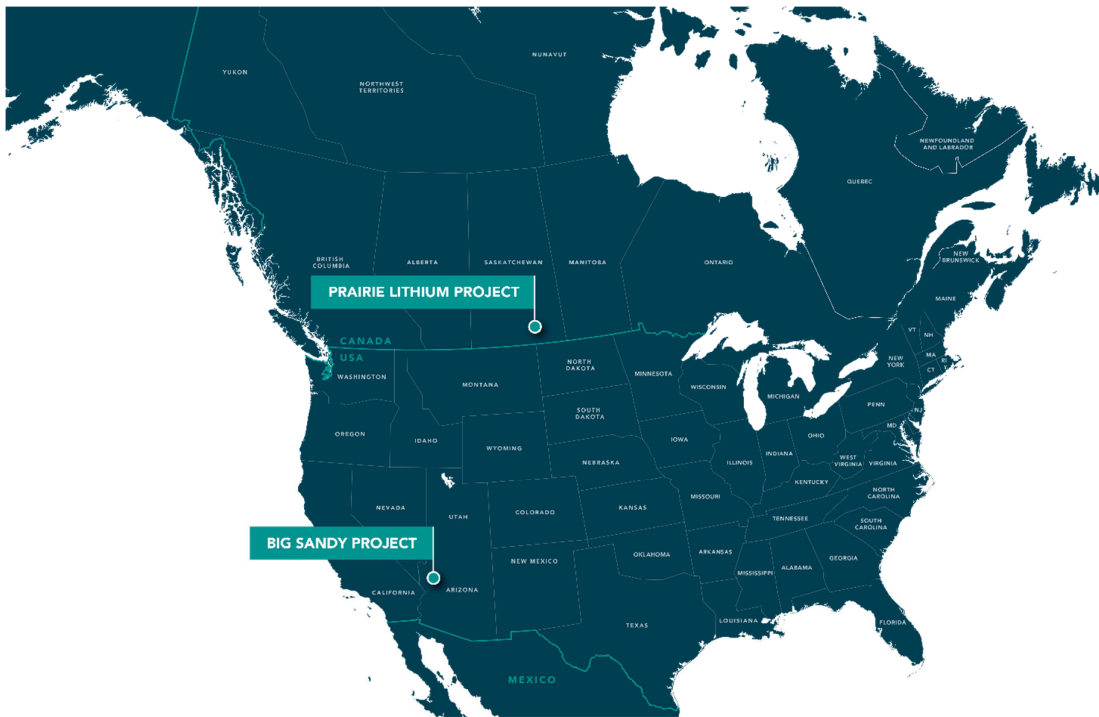 NUNAVUT
YUKON
NORTHWEST
TERRITORIES
NEWFOUNDLAND
AND LABRADOR
QUEBEC
BRITISH
COLUMBIA
ALBERTA
SASKATCHEWAN
MANITOBA
ONTARIO
NEW
BRUNSWICK
PRAIRIE LITHIUM PROJECT
MAINE
CANADA
USA
VT
NH
NEW
YORK
MA
RI
CT
WASHINGTON
MONTANA
NORTH
DAKOTA
MINNESOTA
WISCONSIN
MICHIGAN
PENN
NJ
SOUTH
DAKOTA
MD
OREGON
IDAHO
WYOMING
IOWA
OHIO
NEBRASKA
ILLINOIS
INDIANA
WEST
VIRGINIA
VIRGINIA
KENTUCKY
NORTH
CAROLINA
NEVADA
UTAH
COLORADO
KANSAS
MISSOURI
TENNESSEE
SOUTH
CAROLINA
BIG SANDY PROJECT
NEW MEXICO
OKLAHOMA
ARKANSAS
GEORGIA
MISSISSIPPI
ALABAMA
CALIFORNIA
ARIZONA
TEXAS
LOUISIANA
FLORIDA
MEXICO